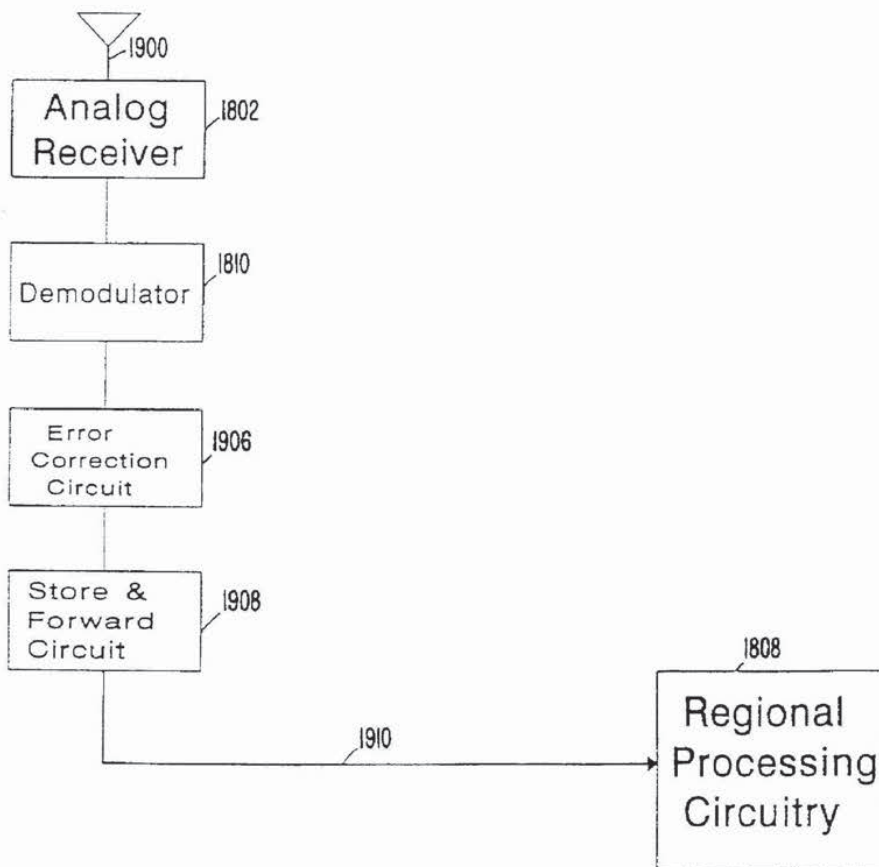 1900
Analog
Receiver
1802
Demodulator
1810
Error
Correction
Circuit
1906
Store &
Forward
Circuit
1908
1910
1808
Regional
Processing
Circuitry